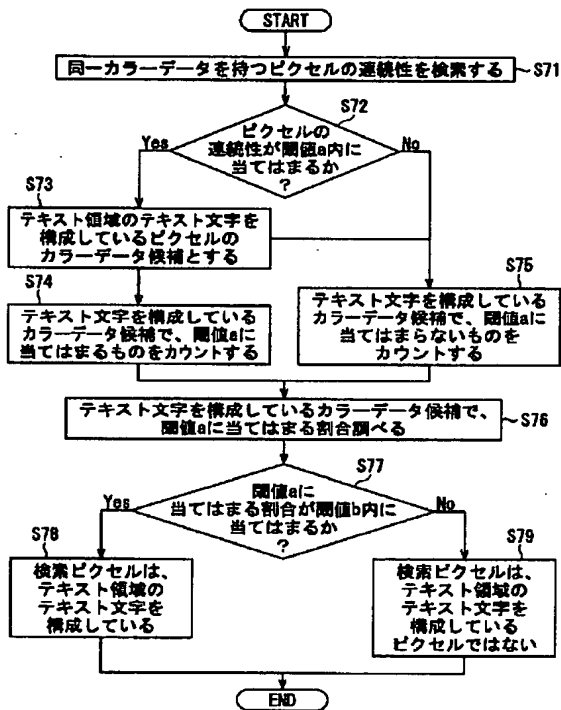 START
同一カラーデータを持つピクセルの連続性を検索する
S71
S72
ピクセルの
連続性が閾値a内に
当てはまるか
?
Yes
No
S73
テキスト領域のテキスト文字を
構成しているピクセルの
カラーデータ候補とする
S74
テキスト文字を構成している
カラーデータ候補で、閾値aに
当てはまるものをカウントする
S75
テキスト文字を構成している
カラーデータ候補で、閾値aに
当てはまらないものを
カウントする
テキスト文字を構成しているカラーデータ候補で、
閾値aに当てはまる割合調べる
S76
S77
閾値aに
当てはまる割合が閾値b内に
当てはまるか
?
Yes
No
S78
検索ピクセルは、
テキスト領域の
テキスト文字を
構成している
S79
検索ピクセルは、
テキスト領域の
テキスト文字を
構成している
ピクセルではない
END